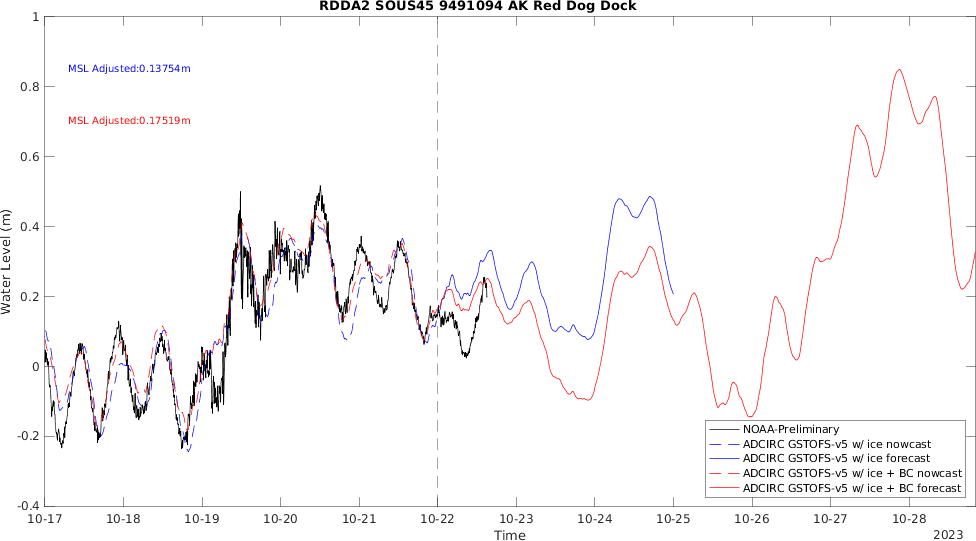 RDDA2 SOUS45 9491094 AK Red Dog Dock
MSL Adjusted:0.13754m
MSL Adjusted:0.17519m
Water Level (m)
1
0.8
0.6
0.4
0.2
0
-0.2
-0.4
NOAA-Preliminary
ADCIRC GSTOFS-v5 w/ ice nowcast
ADCIRC GSTOFS-v5 w/ ice forecast
ADCIRC GSTOFS-v5 w/ ice + BC nowcast
ADCIRC GSTOFS-v5 w/ ice + BC forecast
10-17 10-18 10-19 10-20 10-21 10-22 10-23 10-24 10-25 10-26 10-27 10-28
Time
2023